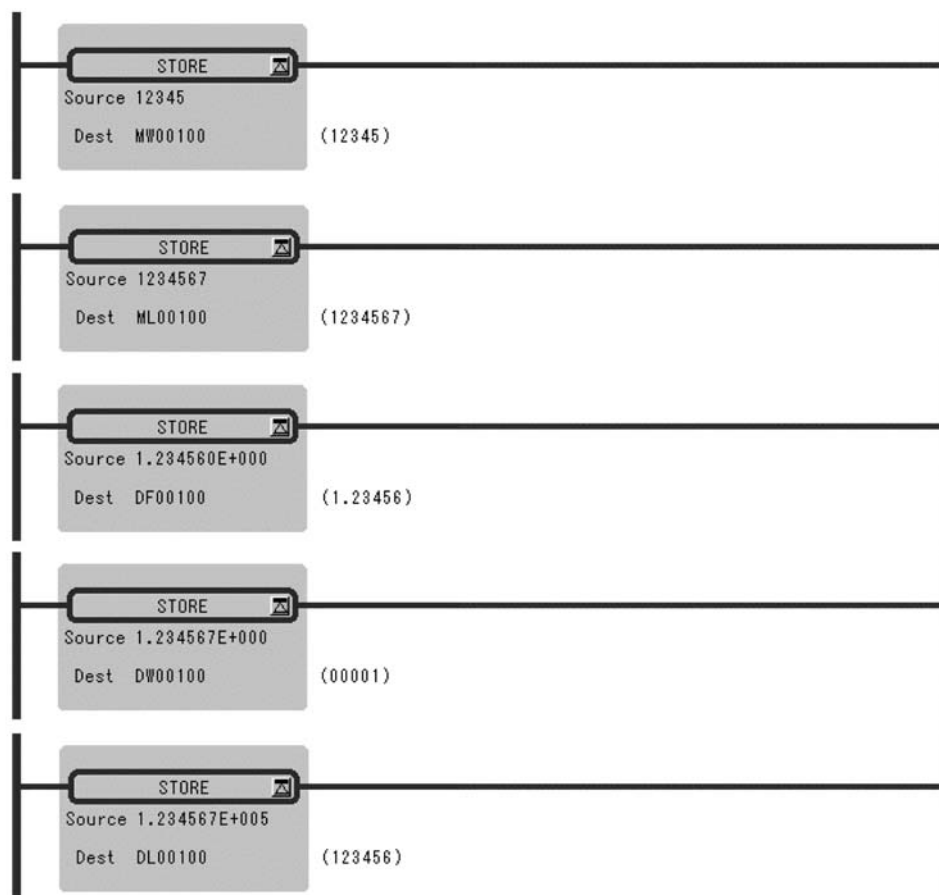 STORE
Source 12345
Dest MW00100 (12345)
STORE
Source 1234567
Dest ML00100 (1234567)
STORE
Source 1.234560E+000
Dest DF00100 (1.23456)
STORE
Source 1.234567E+000
Dest DW00100 (00001)
STORE
Source 1.234567E+005
Dest DL00100 (123456)